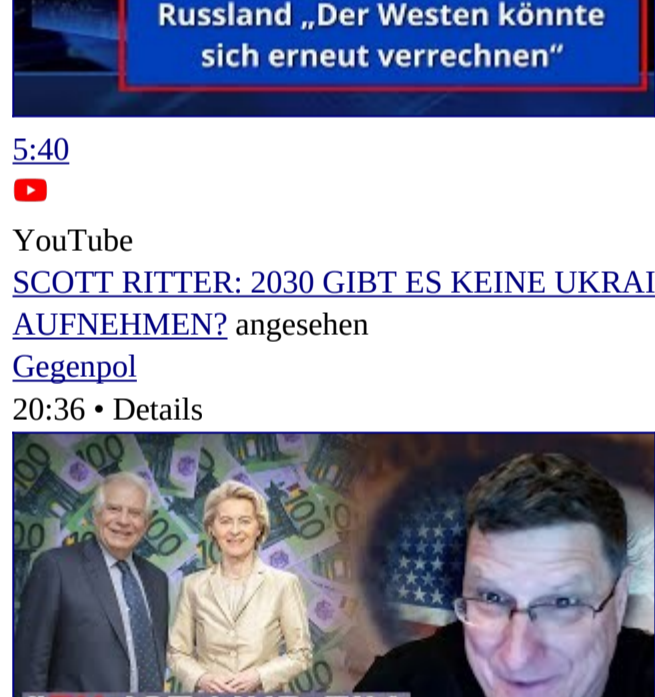 Russland „Der Westen könnte
sich erneut verrechnen“
5:40
YouTube
SCOTT RITTER: 2030 GIBT ES KEINE UKRAI
AUFNEHMEN? angesehen
Gegenpol
20:36 • Details